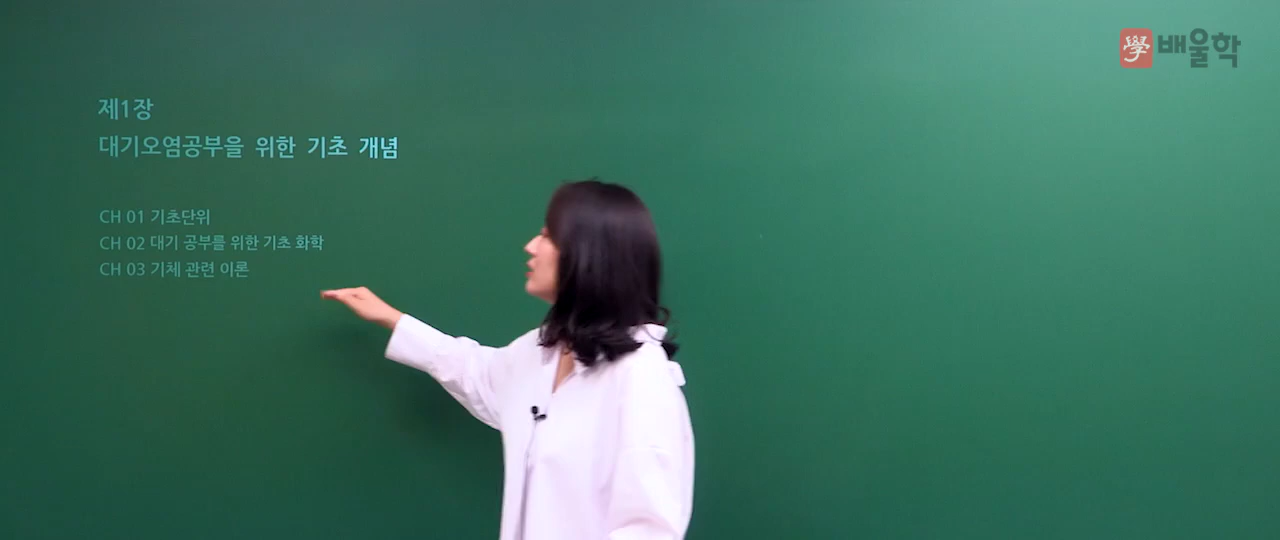 學 배울학
제1장
대기오염공부을 위한 기초 개념
CH 01 기초단위
CH 02 대기 공부를 위한 기초 화학
CH 03 기체 관련 이론